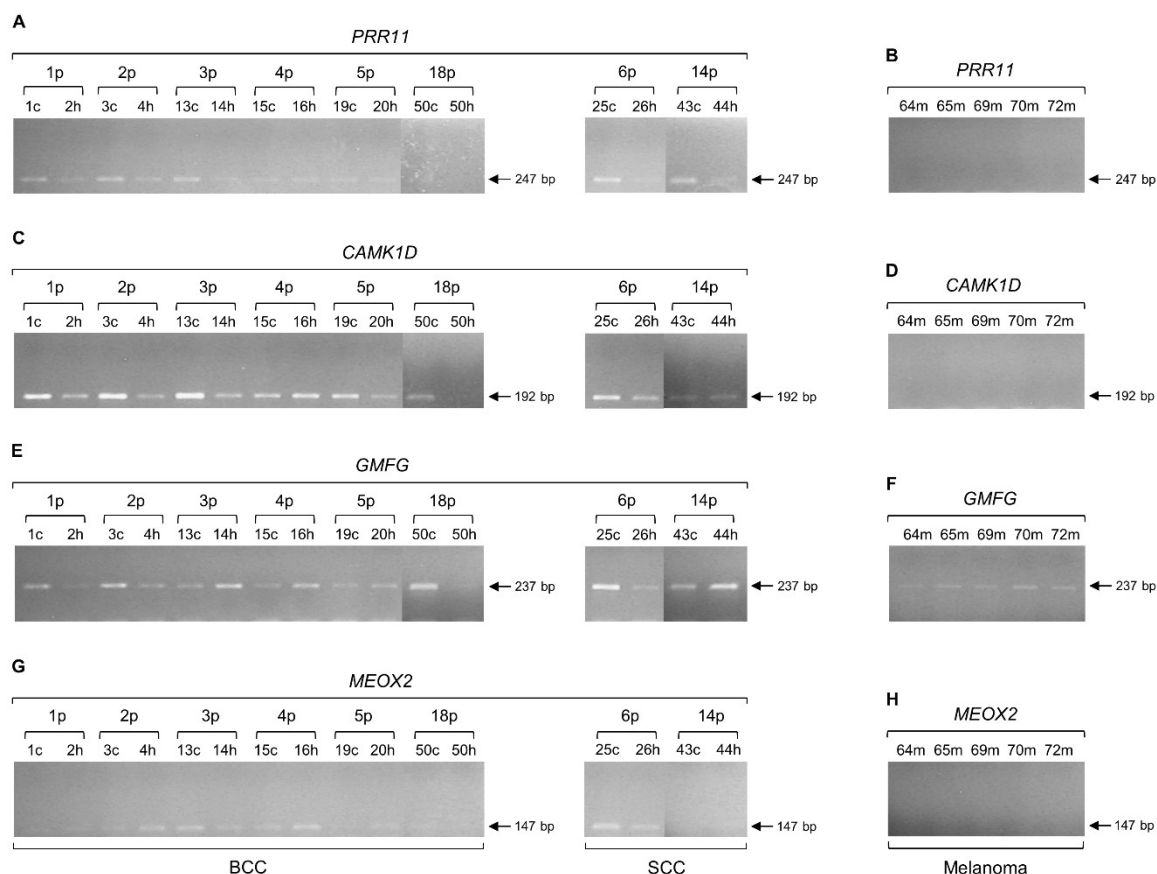 A
PRR11
1p 2p 3p 4p 5p 18p 6p 14p
1c 2h 3c 4h 13c 14h 15c 16h 19c 20h 50c 50h 25c 26h 43c 44h
247 bp 247 bp
B
PRR11
64m 65m 69m 70m 72m
247 bp
C
CAMK1D
1p 2p 3p 4p 5p 18p 6p 14p
1c 2h 3c 4h 13c 14h 15c 16h 19c 20h 50c 50h 25c 26h 43c 44h
192 bp 192 bp
D
CAMK1D
64m 65m 69m 70m 72m
192 bp
E
GMFG
1p 2p 3p 4p 5p 18p 6p 14p
1c 2h 3c 4h 13c 14h 15c 16h 19c 20h 50c 50h 25c 26h 43c 44h
237 bp 237 bp
F
GMFG
64m 65m 69m 70m 72m
237 bp
G
MEOX2
1p 2p 3p 4p 5p 18p 6p 14p
1c 2h 3c 4h 13c 14h 15c 16h 19c 20h 50c 50h 25c 26h 43c 44h
147 bp 147 bp
BCC SCC
H
MEOX2
64m 65m 69m 70m 72m
147 bp
Melanoma